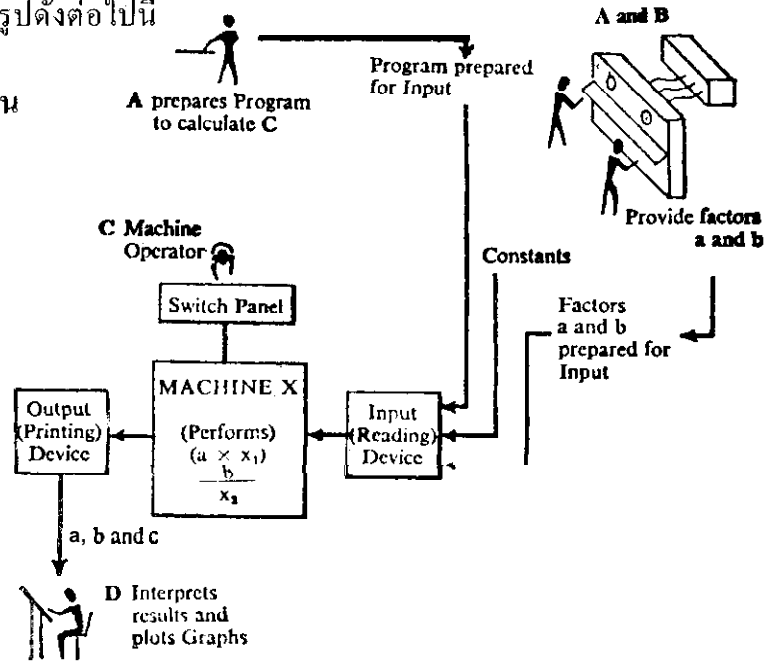 รูปดังต่อไปนี้
น
A and B
A prepares Program
to calculate C
Program prepared
for Input
Provide factors
a and b
C Machine
Operator
Constants
Switch Panel
Factors
a and b
prepared for
Input
MACHINE X
(Performs)
(a × x₁)
b
x₂
Input
(Reading)
Device
Output
(Printing)
Device
a, b and c
D Interprets
results and
plots Graphs